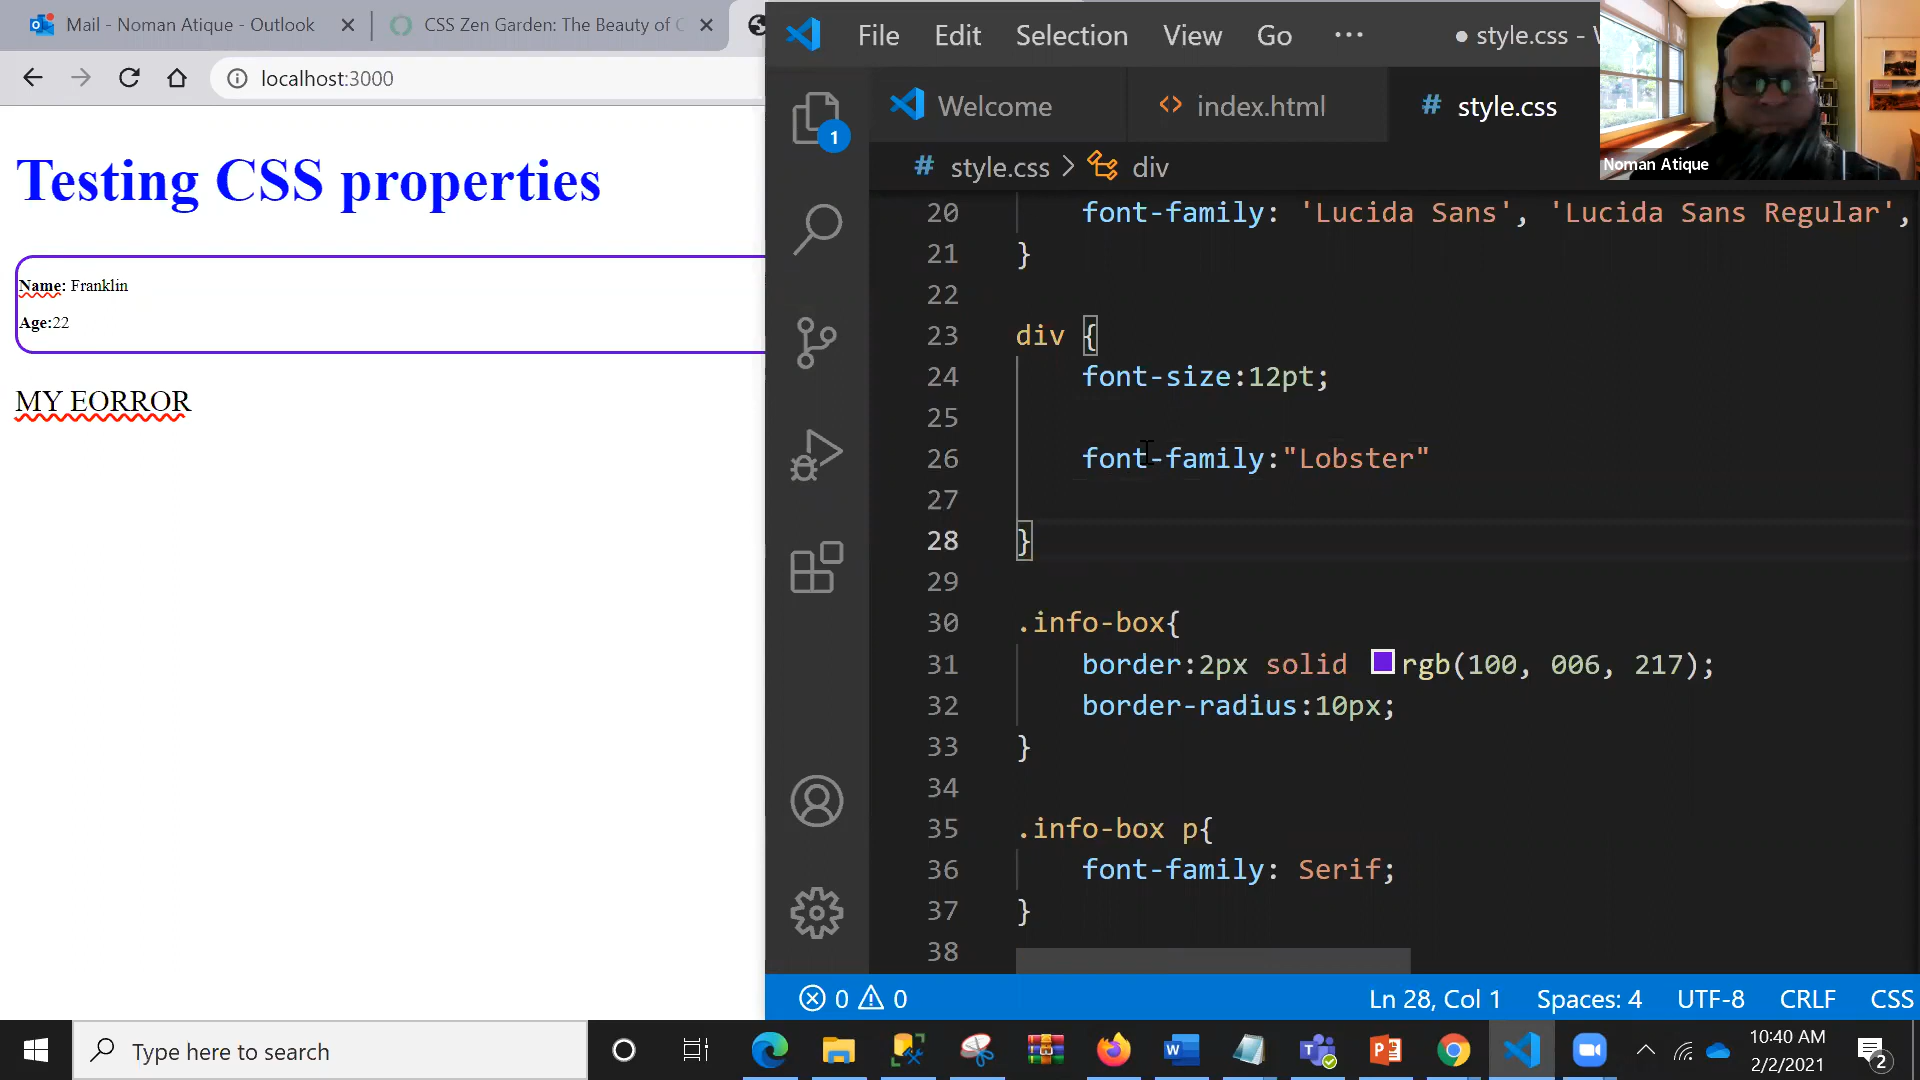 Mail - Noman Atique - Outlook
CSS Zen Garden: The Beauty of C
localhost:3000
Testing CSS properties
Name: Franklin
Age:22
MY EORROR
File Edit Selection View Go ··· ● style.css -
Welcome
index.html
# style.css
1
# style.css > div
20 font-family: 'Lucida Sans', 'Lucida Sans Regular',
21 }
22
23 div {
24 font-size:12pt;
25
26 font-family:"Lobster"
27
28 }
29
30 .info-box{
31 border:2px solid rgb(100, 006, 217);
32 border-radius:10px;
33 }
34
35 .info-box p{
36 font-family: Serif;
37 }
38
0 0 Ln 28, Col 1 Spaces: 4 UTF-8 CRLF CSS
Noman Atique
Type here to search
10:40 AM
2/2/2021
2